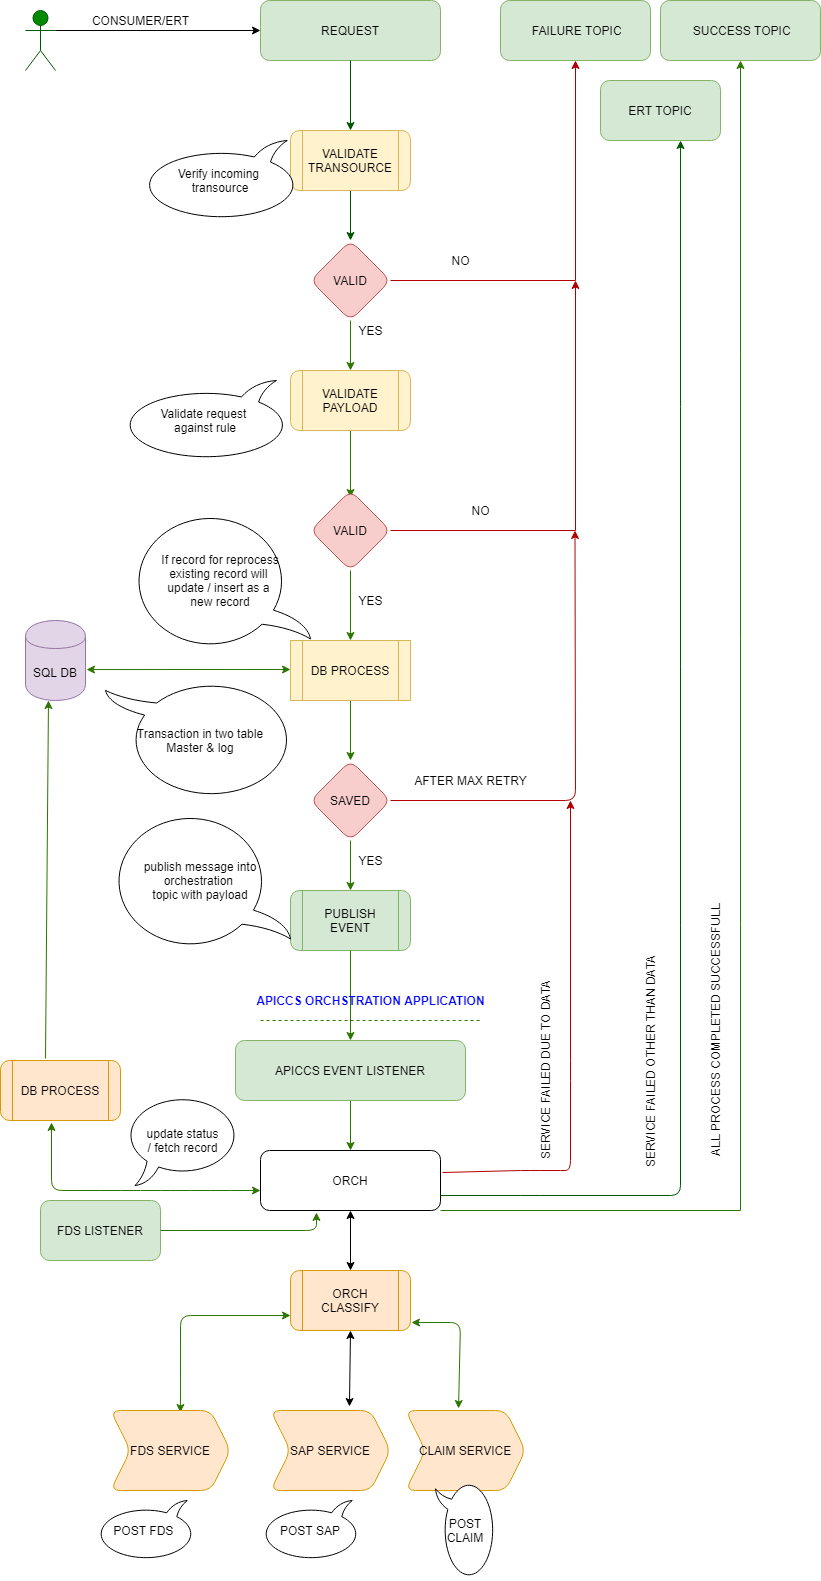 CONSUMER/ERT
REQUEST
FAILURE TOPIC
SUCCESS TOPIC
ERT TOPIC
VALIDATE
TRANSOURCE
Verify incoming
transource
VALID
NO
YES
VALIDATE
PAYLOAD
Validate request
against rule
VALID
NO
If record for reprocess
existing record will
update / insert as a
new record
YES
SQL DB
DB PROCESS
Transaction in two table
Master & log
SAVED
AFTER MAX RETRY
YES
publish message into
orchestration
topic with payload
PUBLISH
EVENT
APICCS ORCHSTRATION APPLICATION
SERVICE FAILED DUE TO DATA
SERVICE FAILED OTHER THAN DATA
ALL PROCESS COMPLETED SUCCESSFULL
APICCS EVENT LISTENER
DB PROCESS
update status
/ fetch record
ORCH
FDS LISTENER
ORCH
CLASSIFY
FDS SERVICE
SAP SERVICE
CLAIM SERVICE
POST FDS
POST SAP
POST
CLAIM